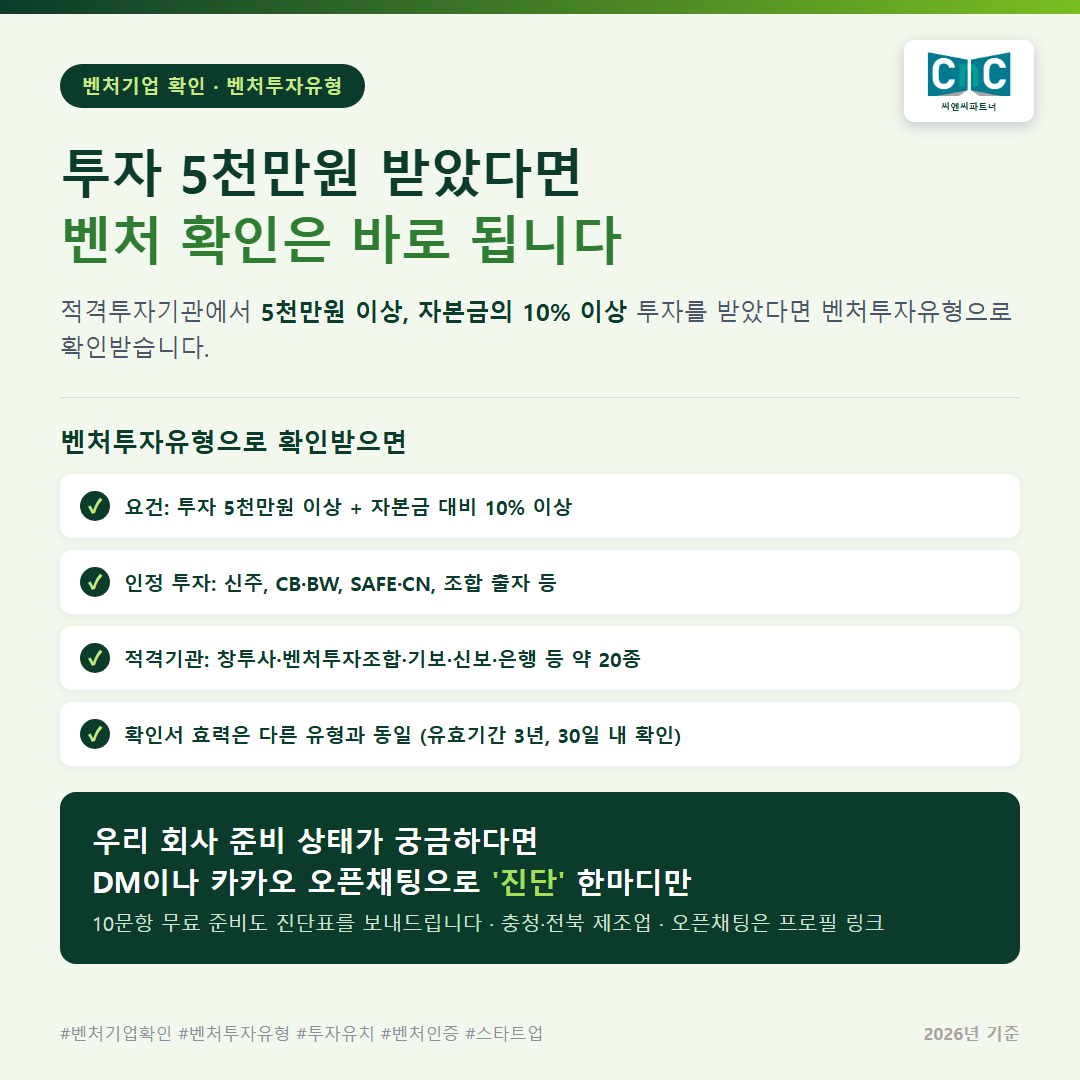 벤처기업 확인 · 벤처투자유형
CnC
씨엔씨파트너
투자 5천만원 받았다면
벤처 확인은 바로 됩니다
적격투자기관에서 5천만원 이상, 자본금의 10% 이상 투자를 받았다면 벤처투자유형으로
확인받습니다.
벤처투자유형으로 확인받으면
요건: 투자 5천만원 이상 + 자본금 대비 10% 이상
인정 투자: 신주, CB·BW, SAFE·CN, 조합 출자 등
적격기관: 창투사·벤처투자조합·기보·신보·은행 등 약 20종
확인서 효력은 다른 유형과 동일 (유효기간 3년, 30일 내 확인)
우리 회사 준비 상태가 궁금하다면
DM이나 카카오 오픈채팅으로 '진단' 한마디만
10문항 무료 준비도 진단표를 보내드립니다 · 충청·전북 제조업 · 오픈채팅은 프로필 링크
#벤처기업확인 #벤처투자유형 #투자유치 #벤처인증 #스타트업
2026년 기준